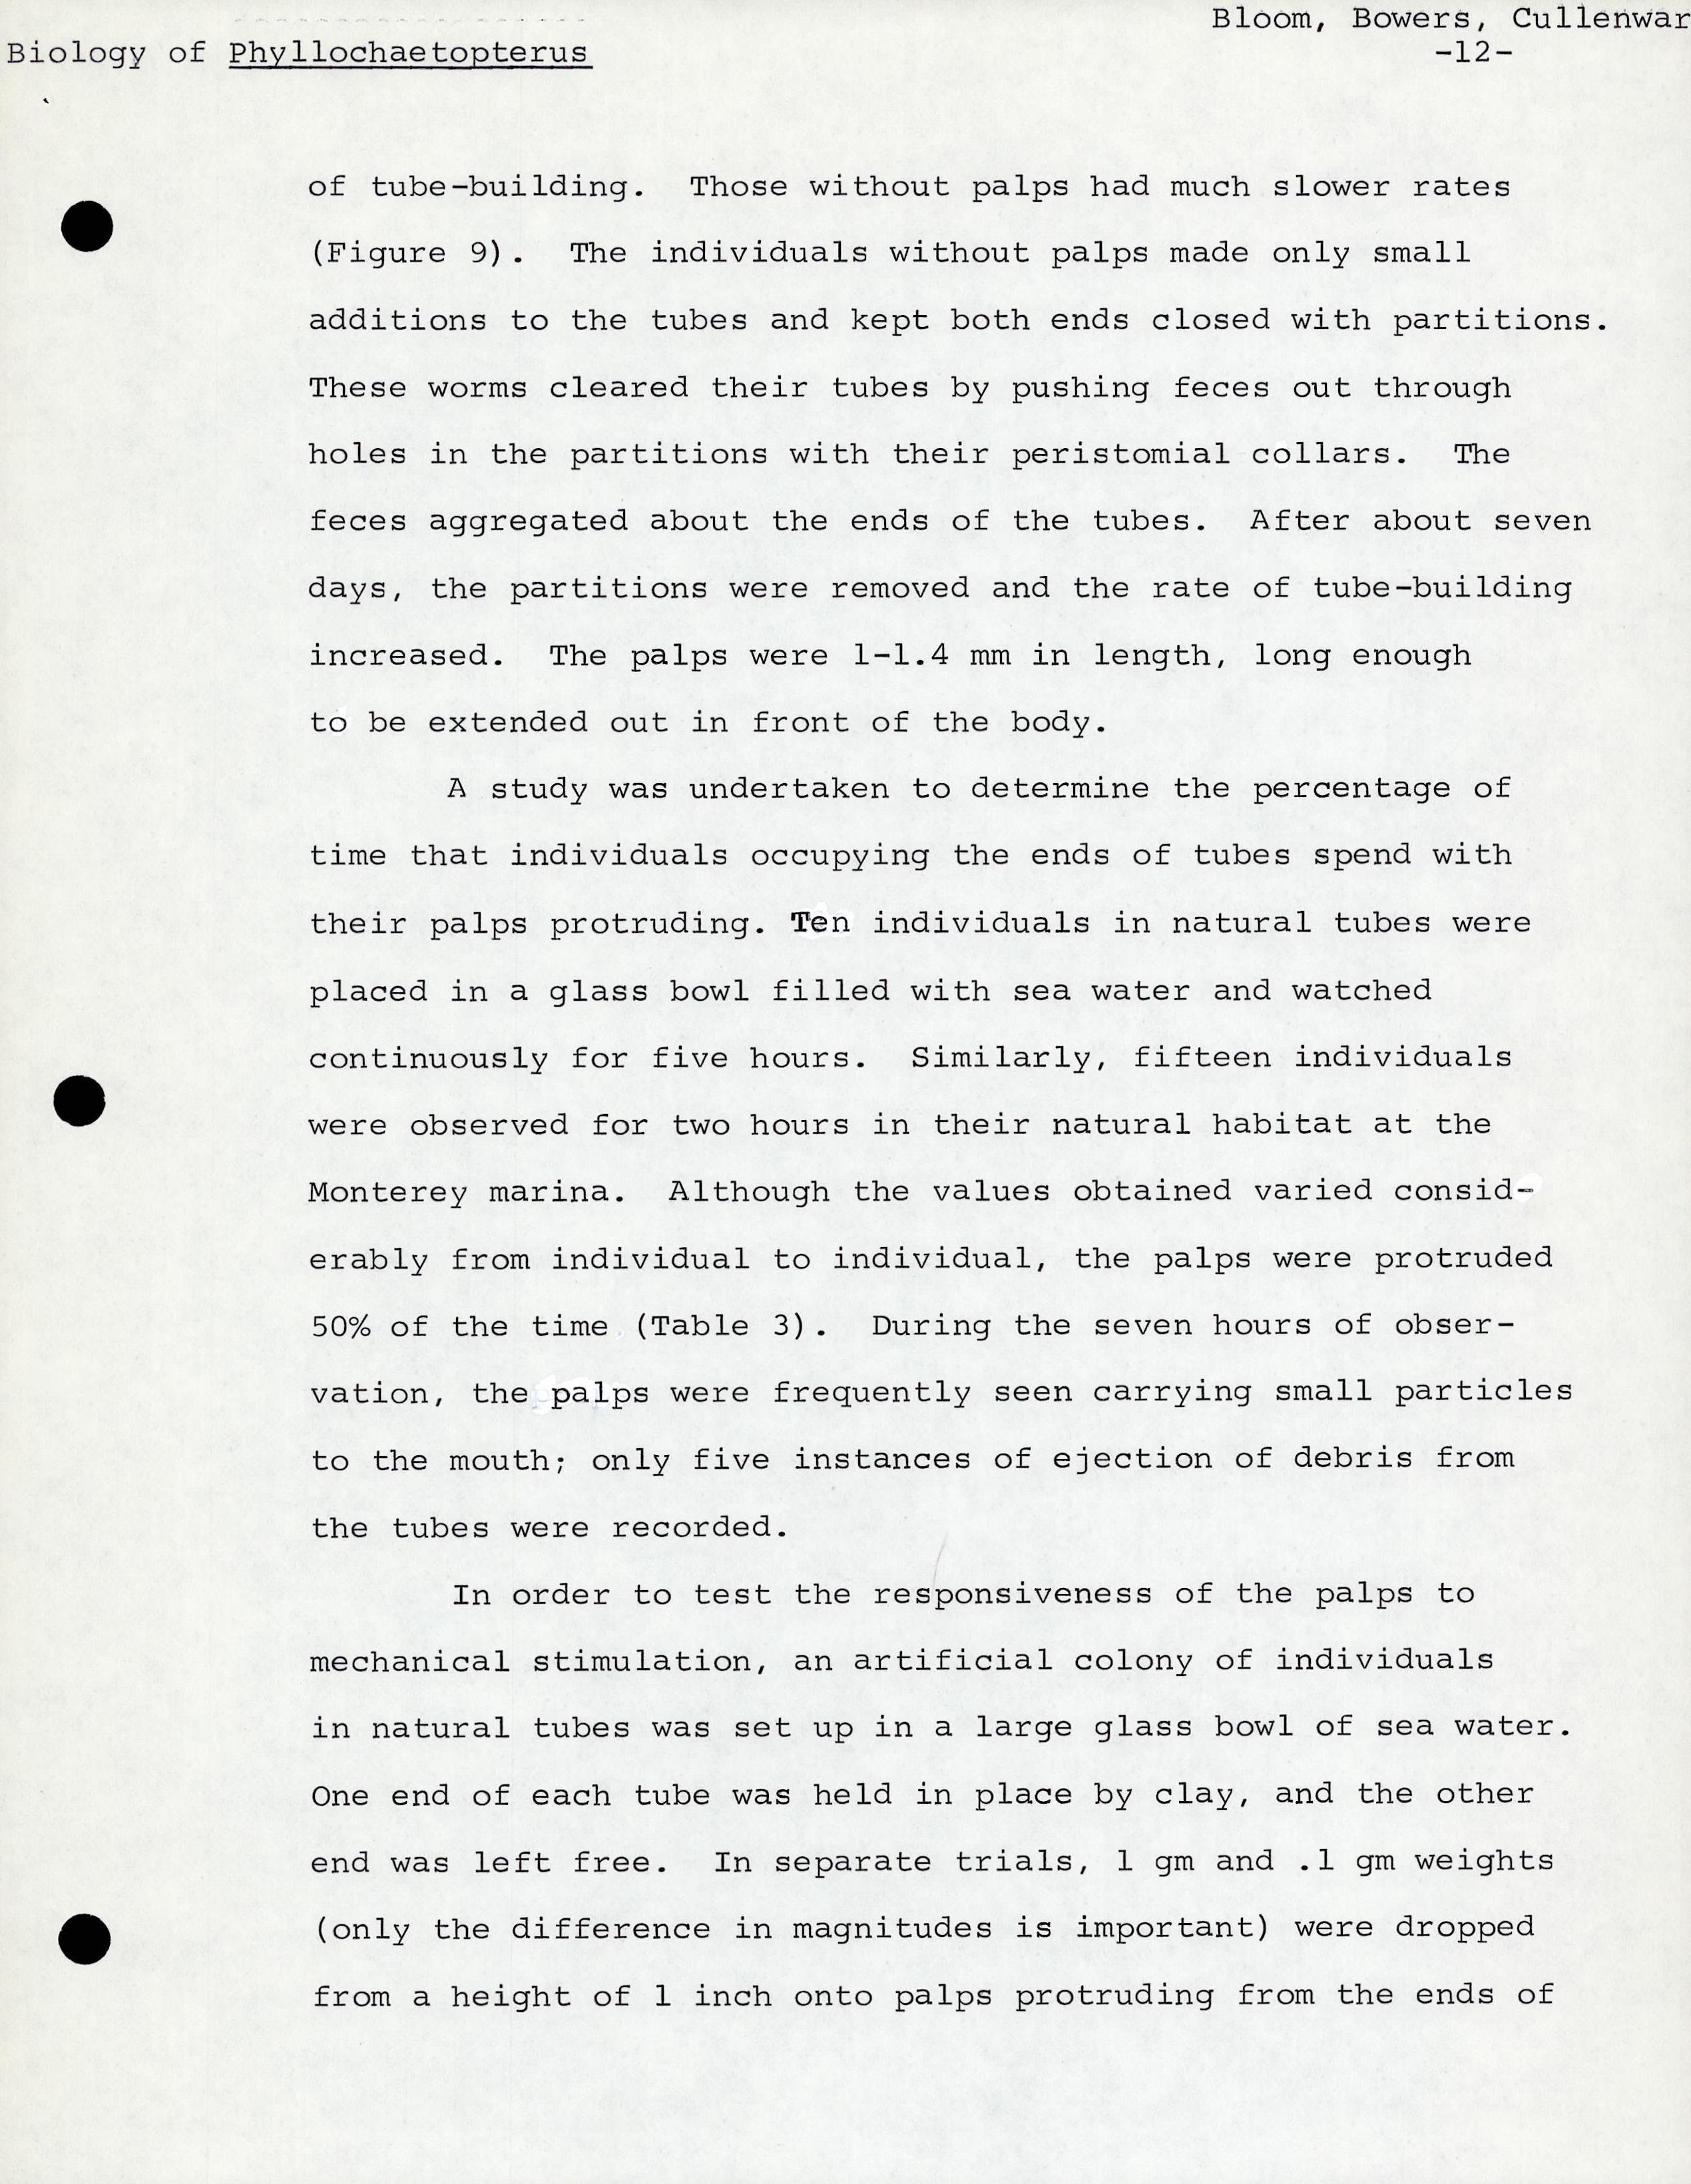 Bloom, Bowers, Cullenwar
Biology of Phyllochaetopterus
-12-
of tube-building. Those without palps had much slower rates
(Figure 9). The individuals without palps made only small
additions to the tubes and kept both ends closed with partitions.
These worms cleared their tubes by pushing feces out through
holes in the partitions with their peristomial collars. The
feces aggregated about the ends of the tubes. After about seven
days, the partitions were removed and the rate of tube-building
increased. The palps were 1-1.4 mm in length, long enough
to be extended out in front of the body.
A study was undertaken to determine the percentage of
time that individuals occupying the ends of tubes spend with
their palps protruding. Ten individuals in natural tubes were
placed in a glass bowl filled with sea water and watched
continuously for five hours. Similarly, fifteen individuals
were observed for two hours in their natural habitat at the
Monterey marina. Although the values obtained varied consid-
erably from individual to individual, the palps were protruded
50% of the time (Table 3). During the seven hours of obser-
vation, the palps were frequently seen carrying small particles
to the mouth; only five instances of ejection of debris from
the tubes were recorded.
In order to test the responsiveness of the palps to
mechanical stimulation, an artificial colony of individuals
in natural tubes was set up in a large glass bowl of sea water.
One end of each tube was held in place by clay, and the other
end was left free. In separate trials, 1 gm and .1 gm weights
(only the difference in magnitudes is important) were dropped
from a height of 1 inch onto palps protruding from the ends of